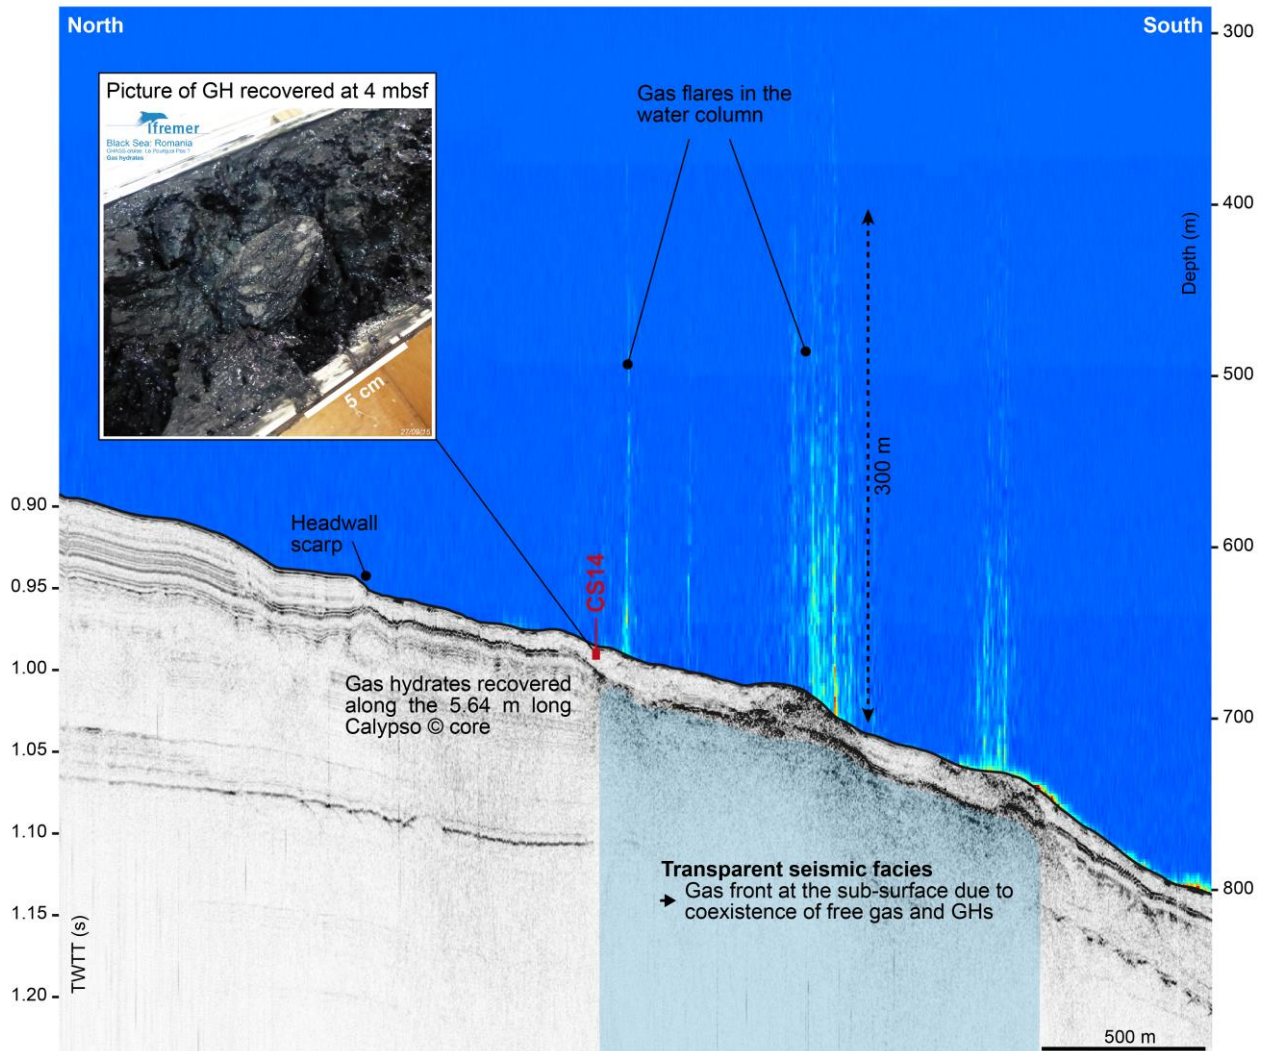 North
South
Picture of GH recovered at 4 mbsf
Ifremer
Black Sea: Romania
Gas hydrates
5 cm
27/09/15
Gas flares in the
water column
300
400
500
600
700
800
Depth (m)
300 m
Headwall
scarp
CS14
0.90
0.95
1.00
1.05
1.10
1.15
1.20
TWTT (s)
Gas hydrates recovered
along the 5.64 m long
Calypso © core
Transparent seismic facies
Gas front at the sub-surface due to
coexistence of free gas and GHs
500 m